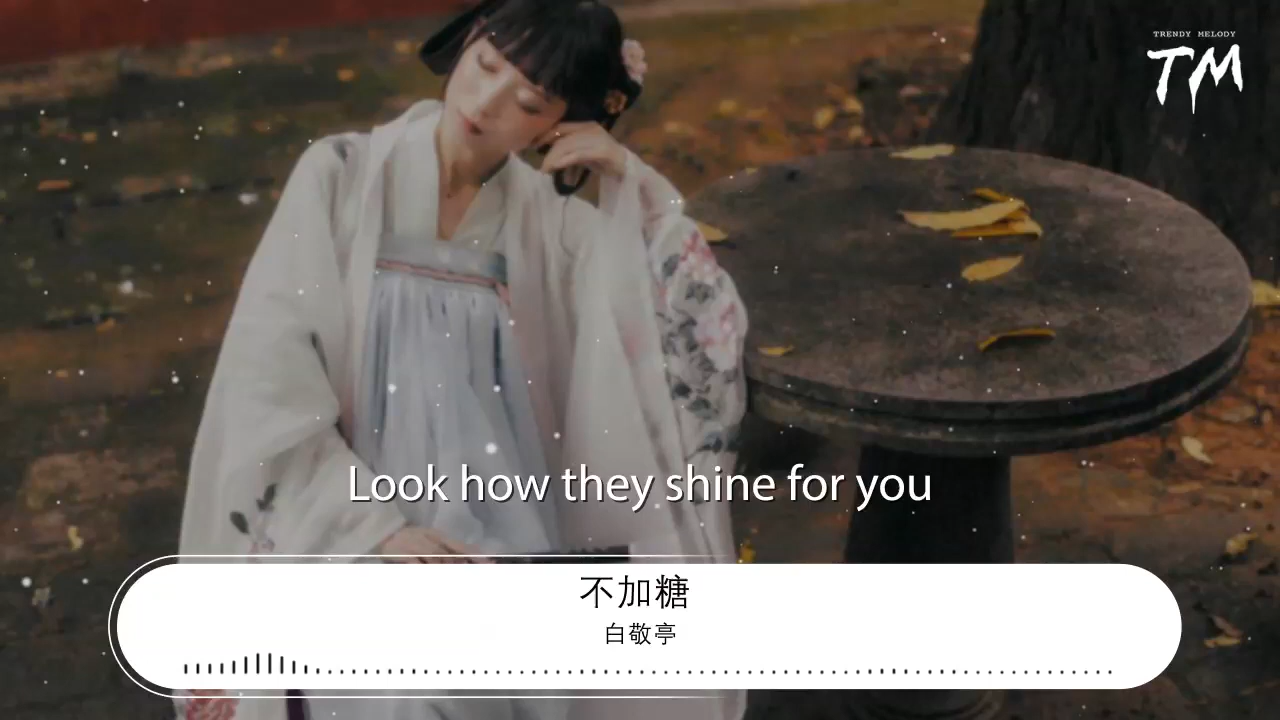 TRENDY MELODY
TM
Look how they shine for you
不加糖
白敬亭